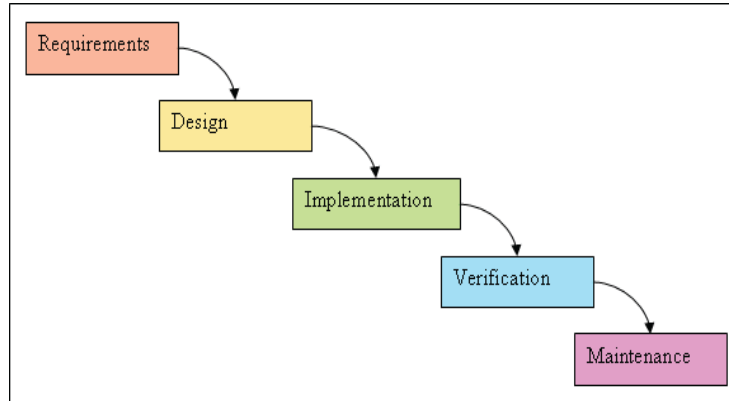 Requirements
Design
Implementation
Verification
Maintenance